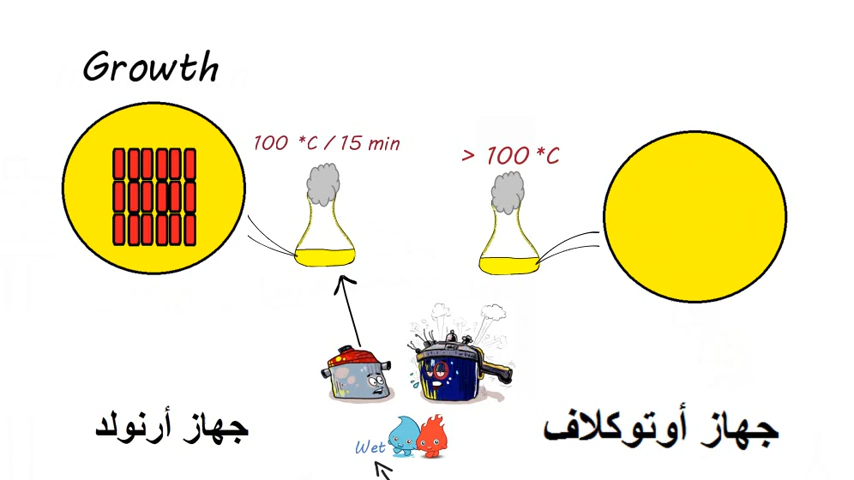 Growth
100 °C / 15 min
> 100 °C
جهاز أرنولد
جهاز أوتوكلاف
Wet